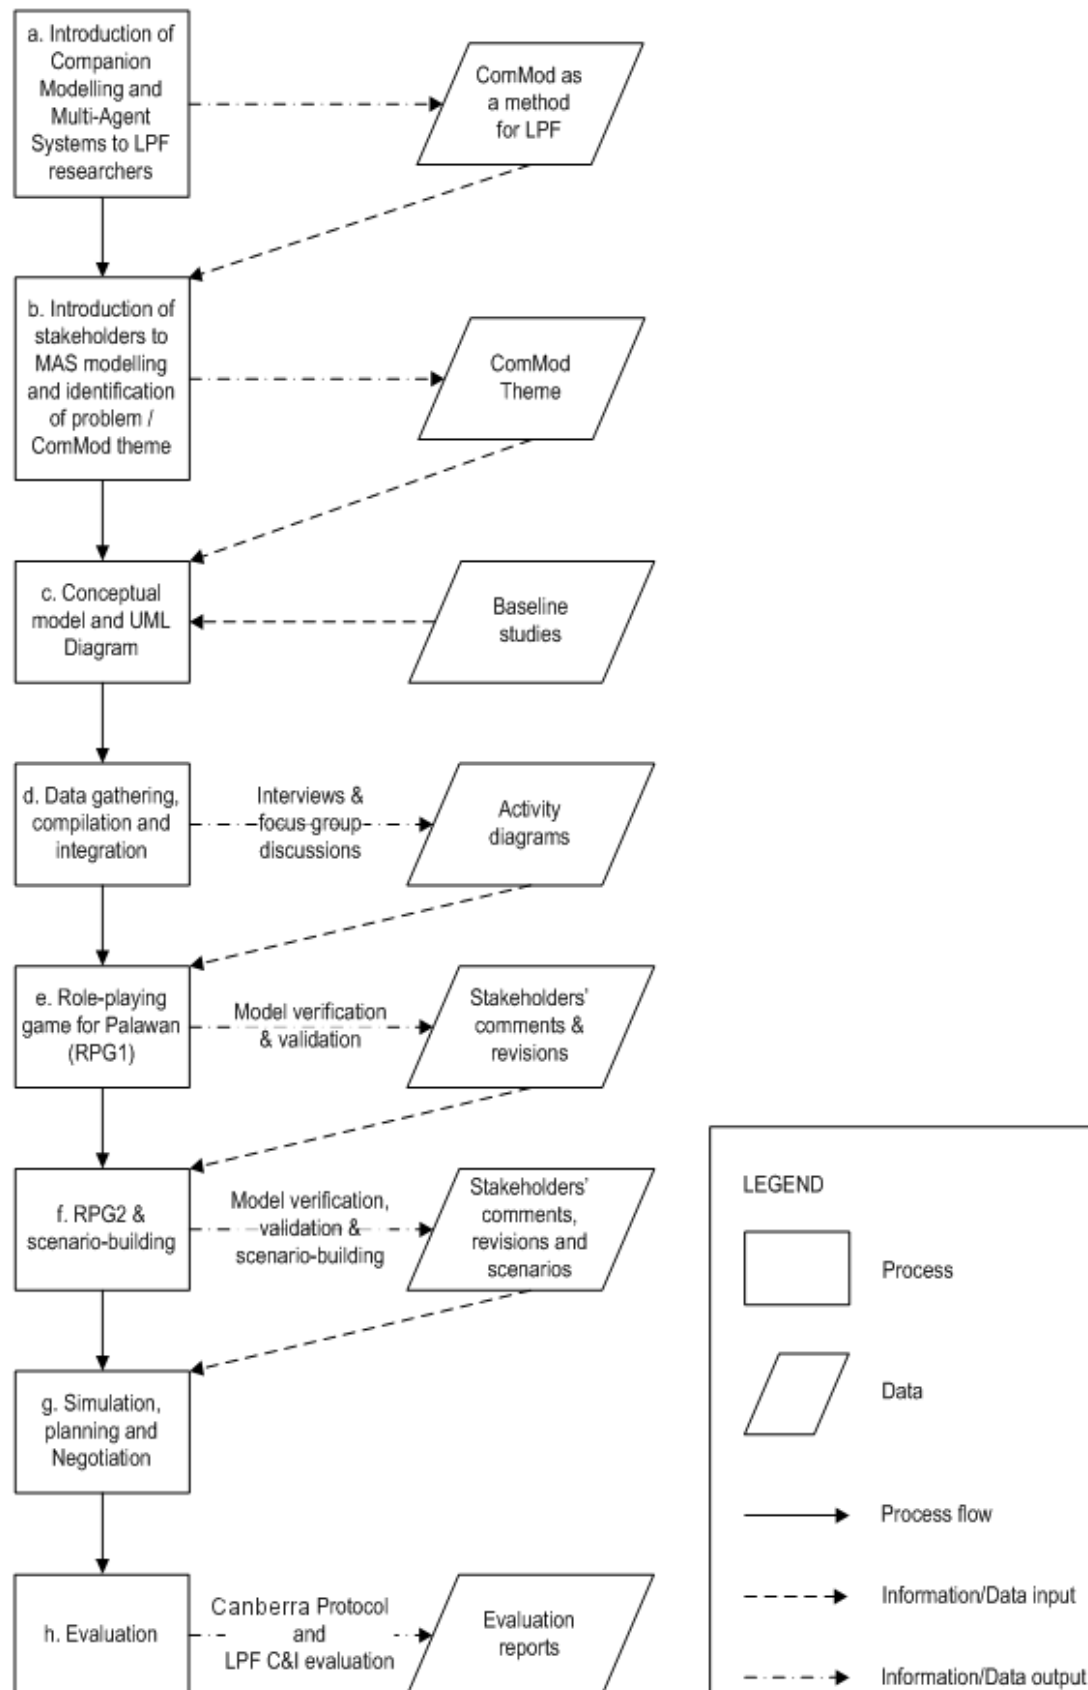 a. Introduction of
Companion
Modelling and
Multi-Agent
Systems to LPF
researchers
ComMod as
a method
for LPF
b. Introduction of
stakeholders to
MAS modelling
and identification
of problem /
ComMod theme
ComMod
Theme
c. Conceptual
model and UML
Diagram
Baseline
studies
d. Data gathering,
compilation and
integration
Interviews &
focus group
discussions
Activity
diagrams
e. Role-playing
game for Palawan
(RPG1)
Model verification
& validation
Stakeholders'
comments &
revisions
f. RPG2 &
scenario-building
Model verification,
validation &
scenario-building
Stakeholders'
comments,
revisions and
scenarios
g. Simulation,
planning and
Negotiation
h. Evaluation
Canberra Protocol
and
LPF C&I evaluation
Evaluation
reports
LEGEND
Process
Data
Process flow
Information/Data input
Information/Data output